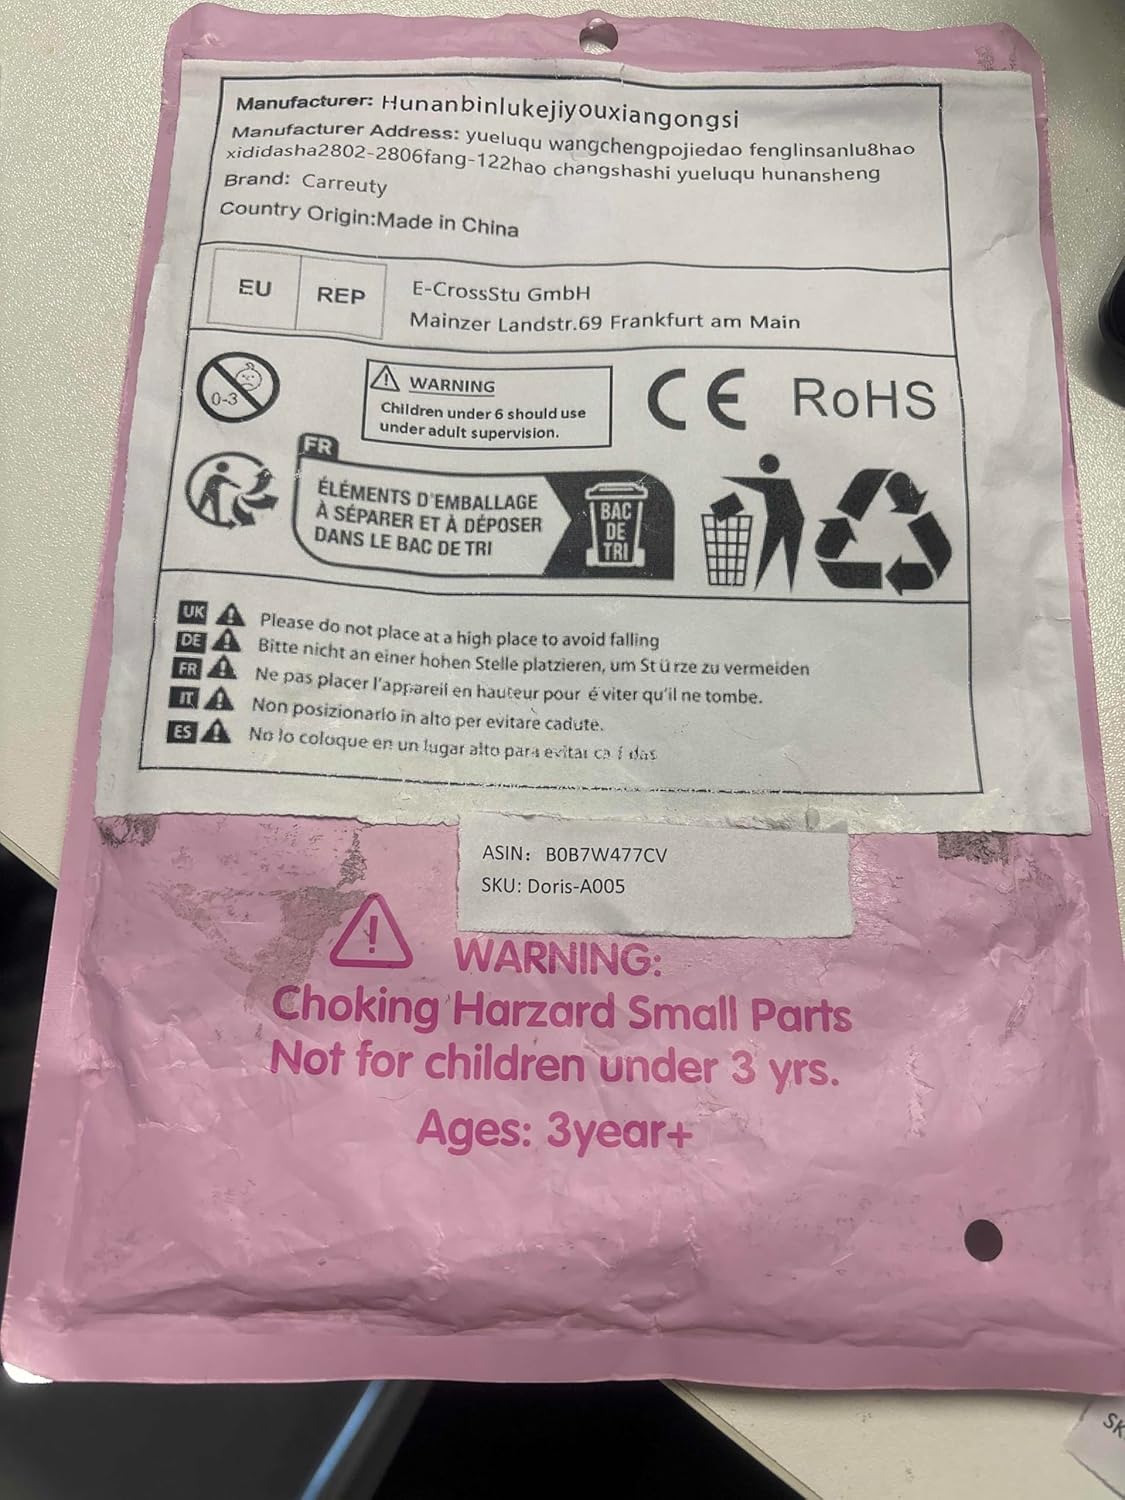 Manufacturer: Hunanbinlukejiyouxiangongsi
Manufacturer Address: yueluqu wangchengpojiedao fenglinsanlu8hao
xididasha2802-2806fang-122hao changshashi yueluqu hunansheng
Brand: Carreuty
Country Origin:Made in China
EU REP
E-CrossStu GmbH
Mainzer Landstr.69 Frankfurt am Main
0-3
WARNING
Children under 6 should use
under adult supervision.
CE RoHS
FR
ÉLÉMENTS D'EMBALLAGE
À SÉPARER ET À DÉPOSER
DANS LE BAC DE TRI
BAC
DE
TRI
UK Please do not place at a high place to avoid falling
DE Bitte nicht an einer hohen Stelle platzieren, um Stürze zu vermeiden
FR Ne pas placer l'appareil en hauteur pour éviter qu'il ne tombe.
IT Non posizionarlo in alto per evitare cadute.
ES No lo coloque en un lugar alto para evitar caídas
ASIN: B0B7W477CV
SKU: Doris-A005
WARNING:
Choking Harzard Small Parts
Not for children under 3 yrs.
Ages: 3year+
SK